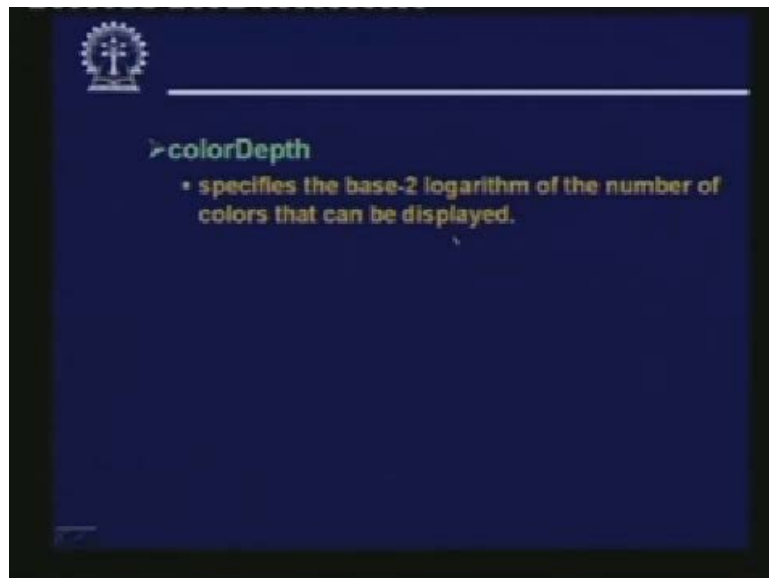 ➢colorDepth
▪ specifies the base-2 logarithm of the number of
colors that can be displayed.